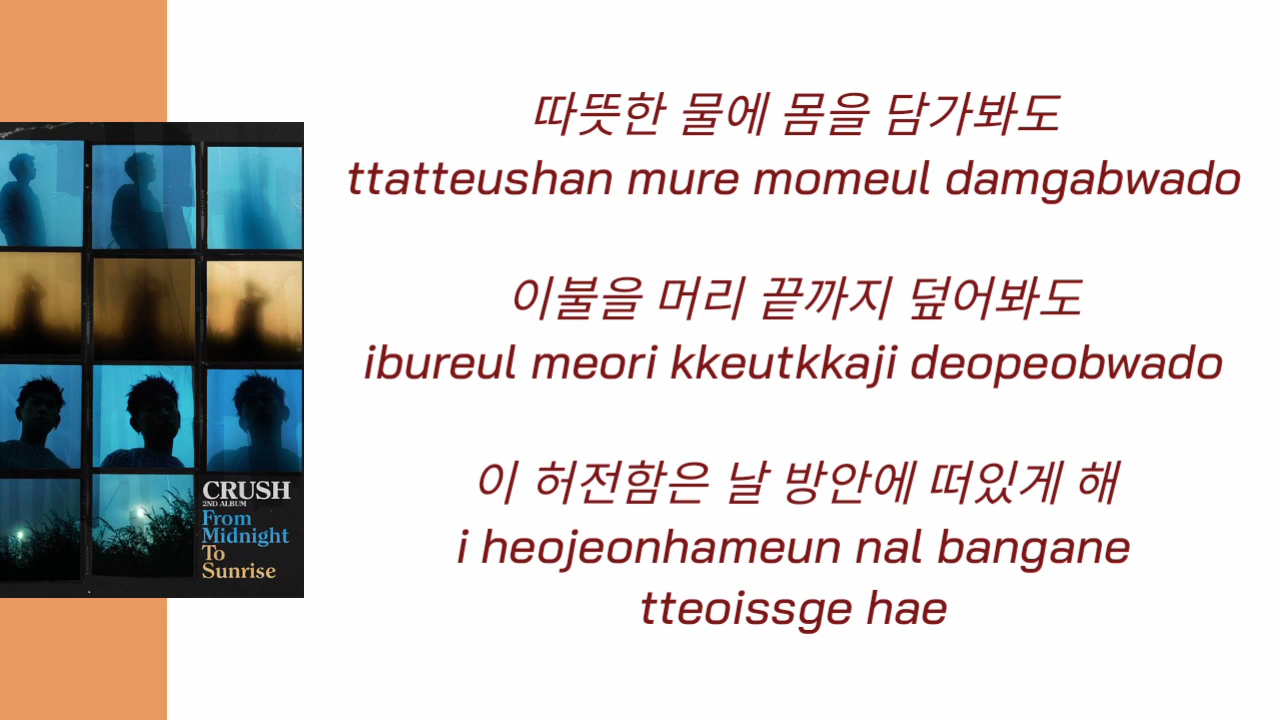 따뜻한 물에 몸을 담가봐도
ttatteushan mure momeul damgabwado
이불을 머리 끝까지 덮어봐도
ibureul meori kkeutkkaji deopeobwado
이 허전함은 날 방안에 떠있게 해
i heojeonhameun nal bangane
tteoissge hae
CRUSH
2ND ALBUM
From
Midnight
To
Sunrise